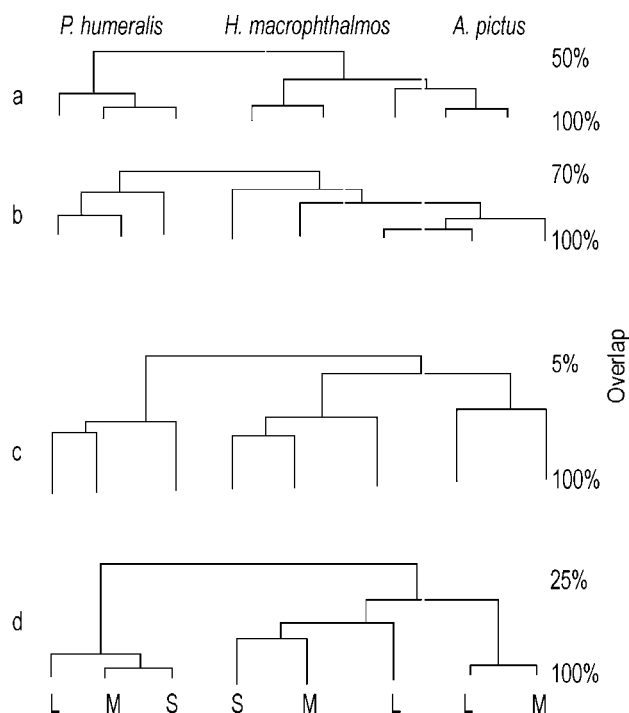 P. humeralis H. macrophthalmos A. pictus
50%
a
100%
70%
b
100%
5%
Overlap
c
100%
25%
d
100%
L M S S M L L M